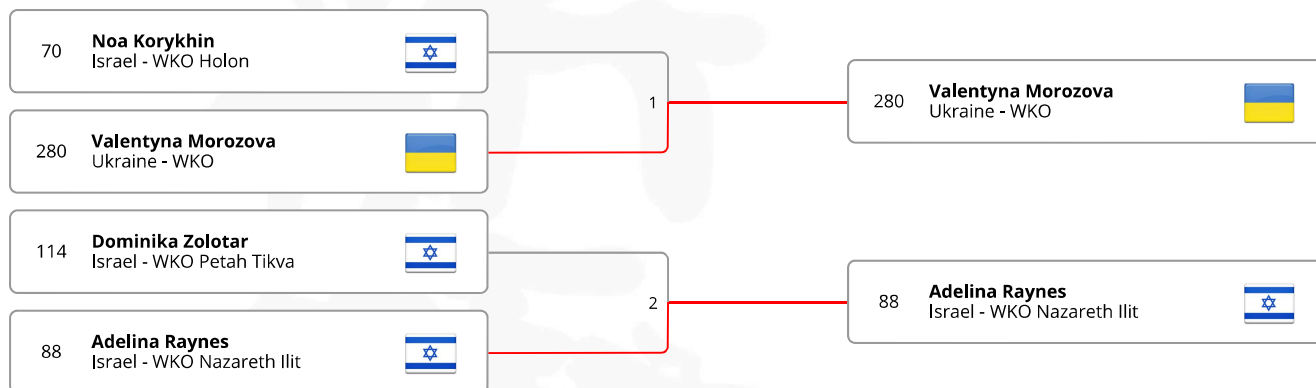 70
Noa Korykhin
Israel - WKO Holon
280
Valentyna Morozova
Ukraine - WKO
114
Dominika Zolotar
Israel - WKO Petah Tikva
88
Adelina Raynes
Israel - WKO Nazareth Ilit
1
2
280
Valentyna Morozova
Ukraine - WKO
88
Adelina Raynes
Israel - WKO Nazareth Ilit